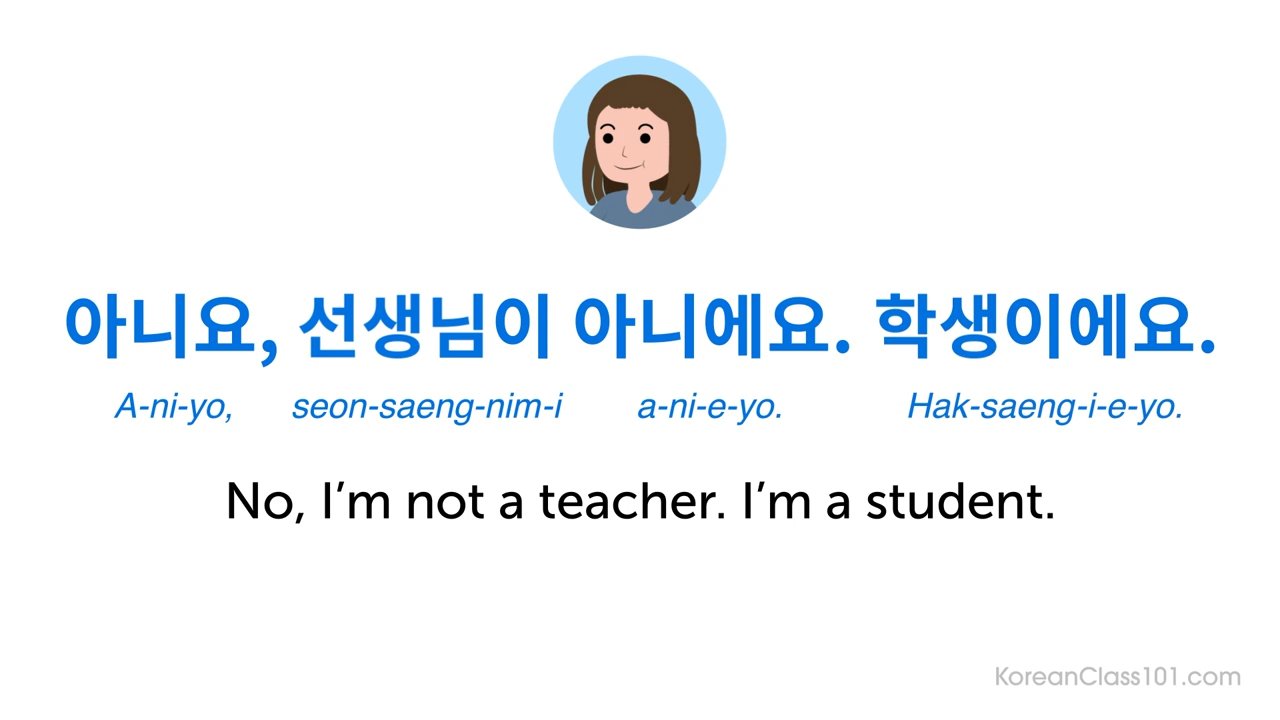 아니요, 선생님이 아니에요. 학생이에요.
A-ni-yo, seon-saeng-nim-i a-ni-e-yo. Hak-saeng-i-e-yo.
No, I’m not a teacher. I’m a student.
KoreanClass101.com